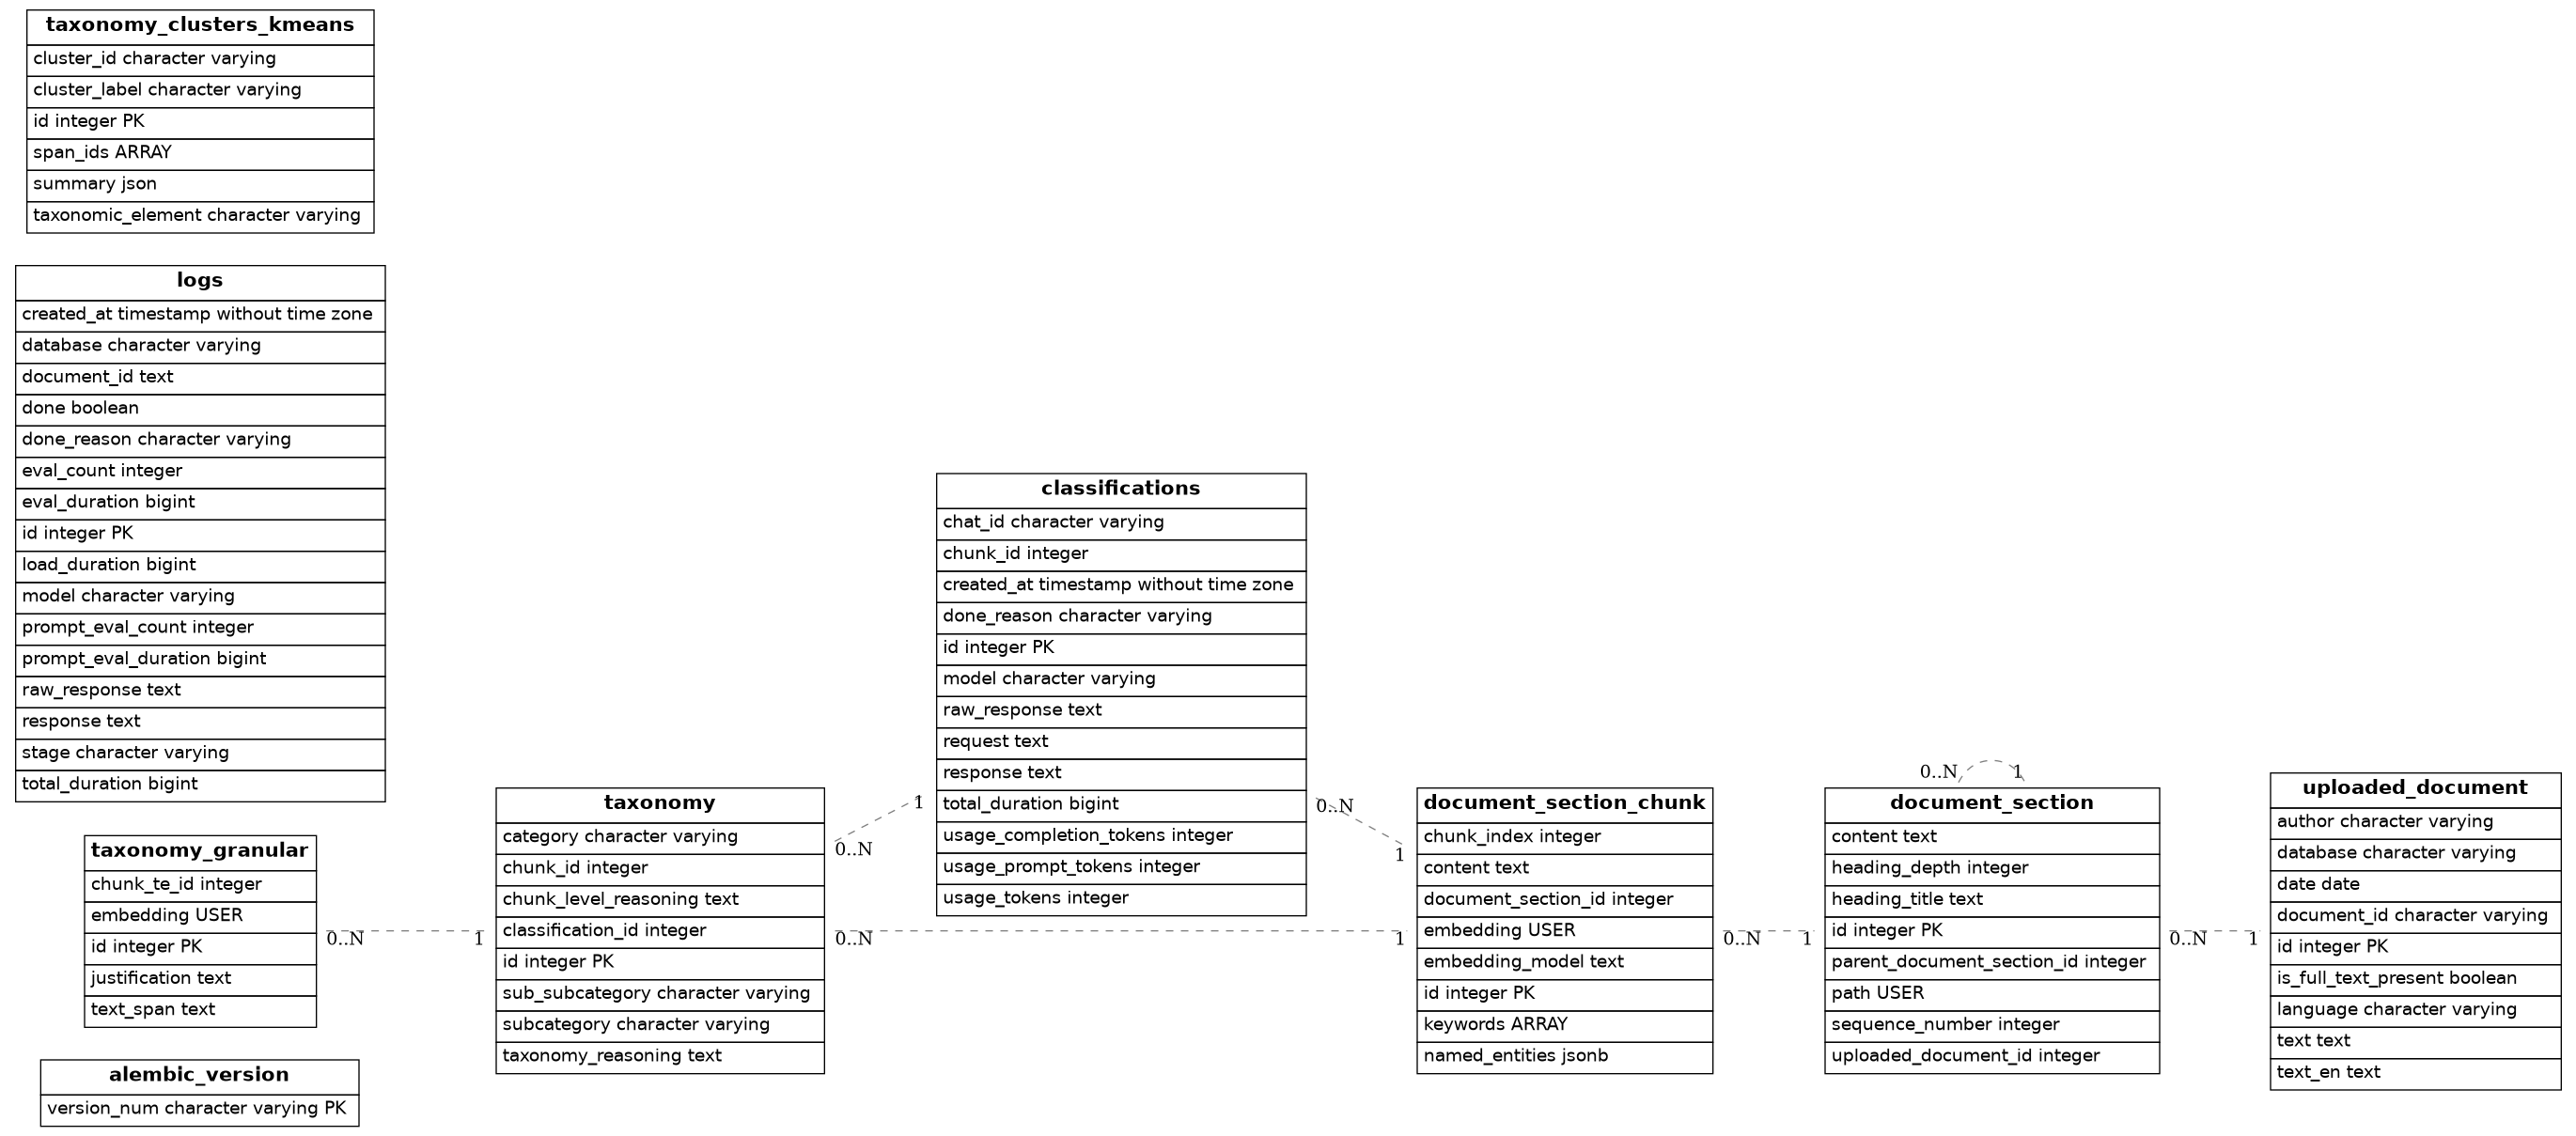 taxonomy_clusters_kmeans
cluster_id character varying
cluster_label character varying
id integer PK
span_ids ARRAY
summary json
taxonomic_element character varying
logs
created_at timestamp without time zone
database character varying
document_id text
done boolean
done_reason character varying
eval_count integer
eval_duration bigint
id integer PK
load_duration bigint
model character varying
prompt_eval_count integer
prompt_eval_duration bigint
raw_response text
response text
stage character varying
total_duration bigint
taxonomy_granular
chunk_te_id integer
embedding USER
id integer PK
justification text
text_span text
0..N
1
alembic_version
version_num character varying PK
taxonomy
category character varying
chunk_id integer
chunk_level_reasoning text
classification_id integer
id integer PK
sub_subcategory character varying
subcategory character varying
taxonomy_reasoning text
0..N
1
0..N
1
classifications
chat_id character varying
chunk_id integer
created_at timestamp without time zone
done_reason character varying
id integer PK
model character varying
raw_response text
request text
response text
total_duration bigint
usage_completion_tokens integer
usage_prompt_tokens integer
usage_tokens integer
0..N
1
document_section_chunk
chunk_index integer
content text
document_section_id integer
embedding USER
embedding_model text
id integer PK
keywords ARRAY
named_entities jsonb
0..N
1
0..N
1
document_section
content text
heading_depth integer
heading_title text
id integer PK
parent_document_section_id integer
path USER
sequence_number integer
uploaded_document_id integer
0..N
1
uploaded_document
author character varying
database character varying
date date
document_id character varying
id integer PK
is_full_text_present boolean
language character varying
text text
text_en text